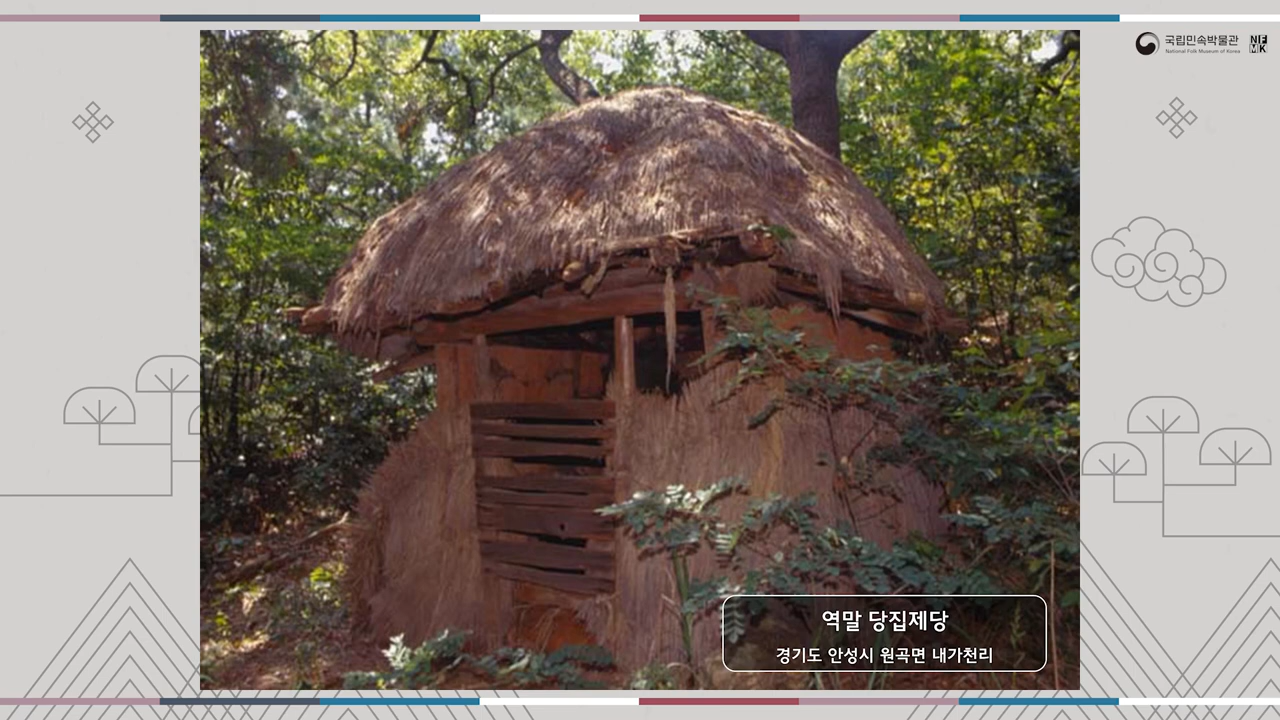 국립민속박물관
National Folk Museum of Korea
NF
MK
역말 당집제당
경기도 안성시 원곡면 내가천리